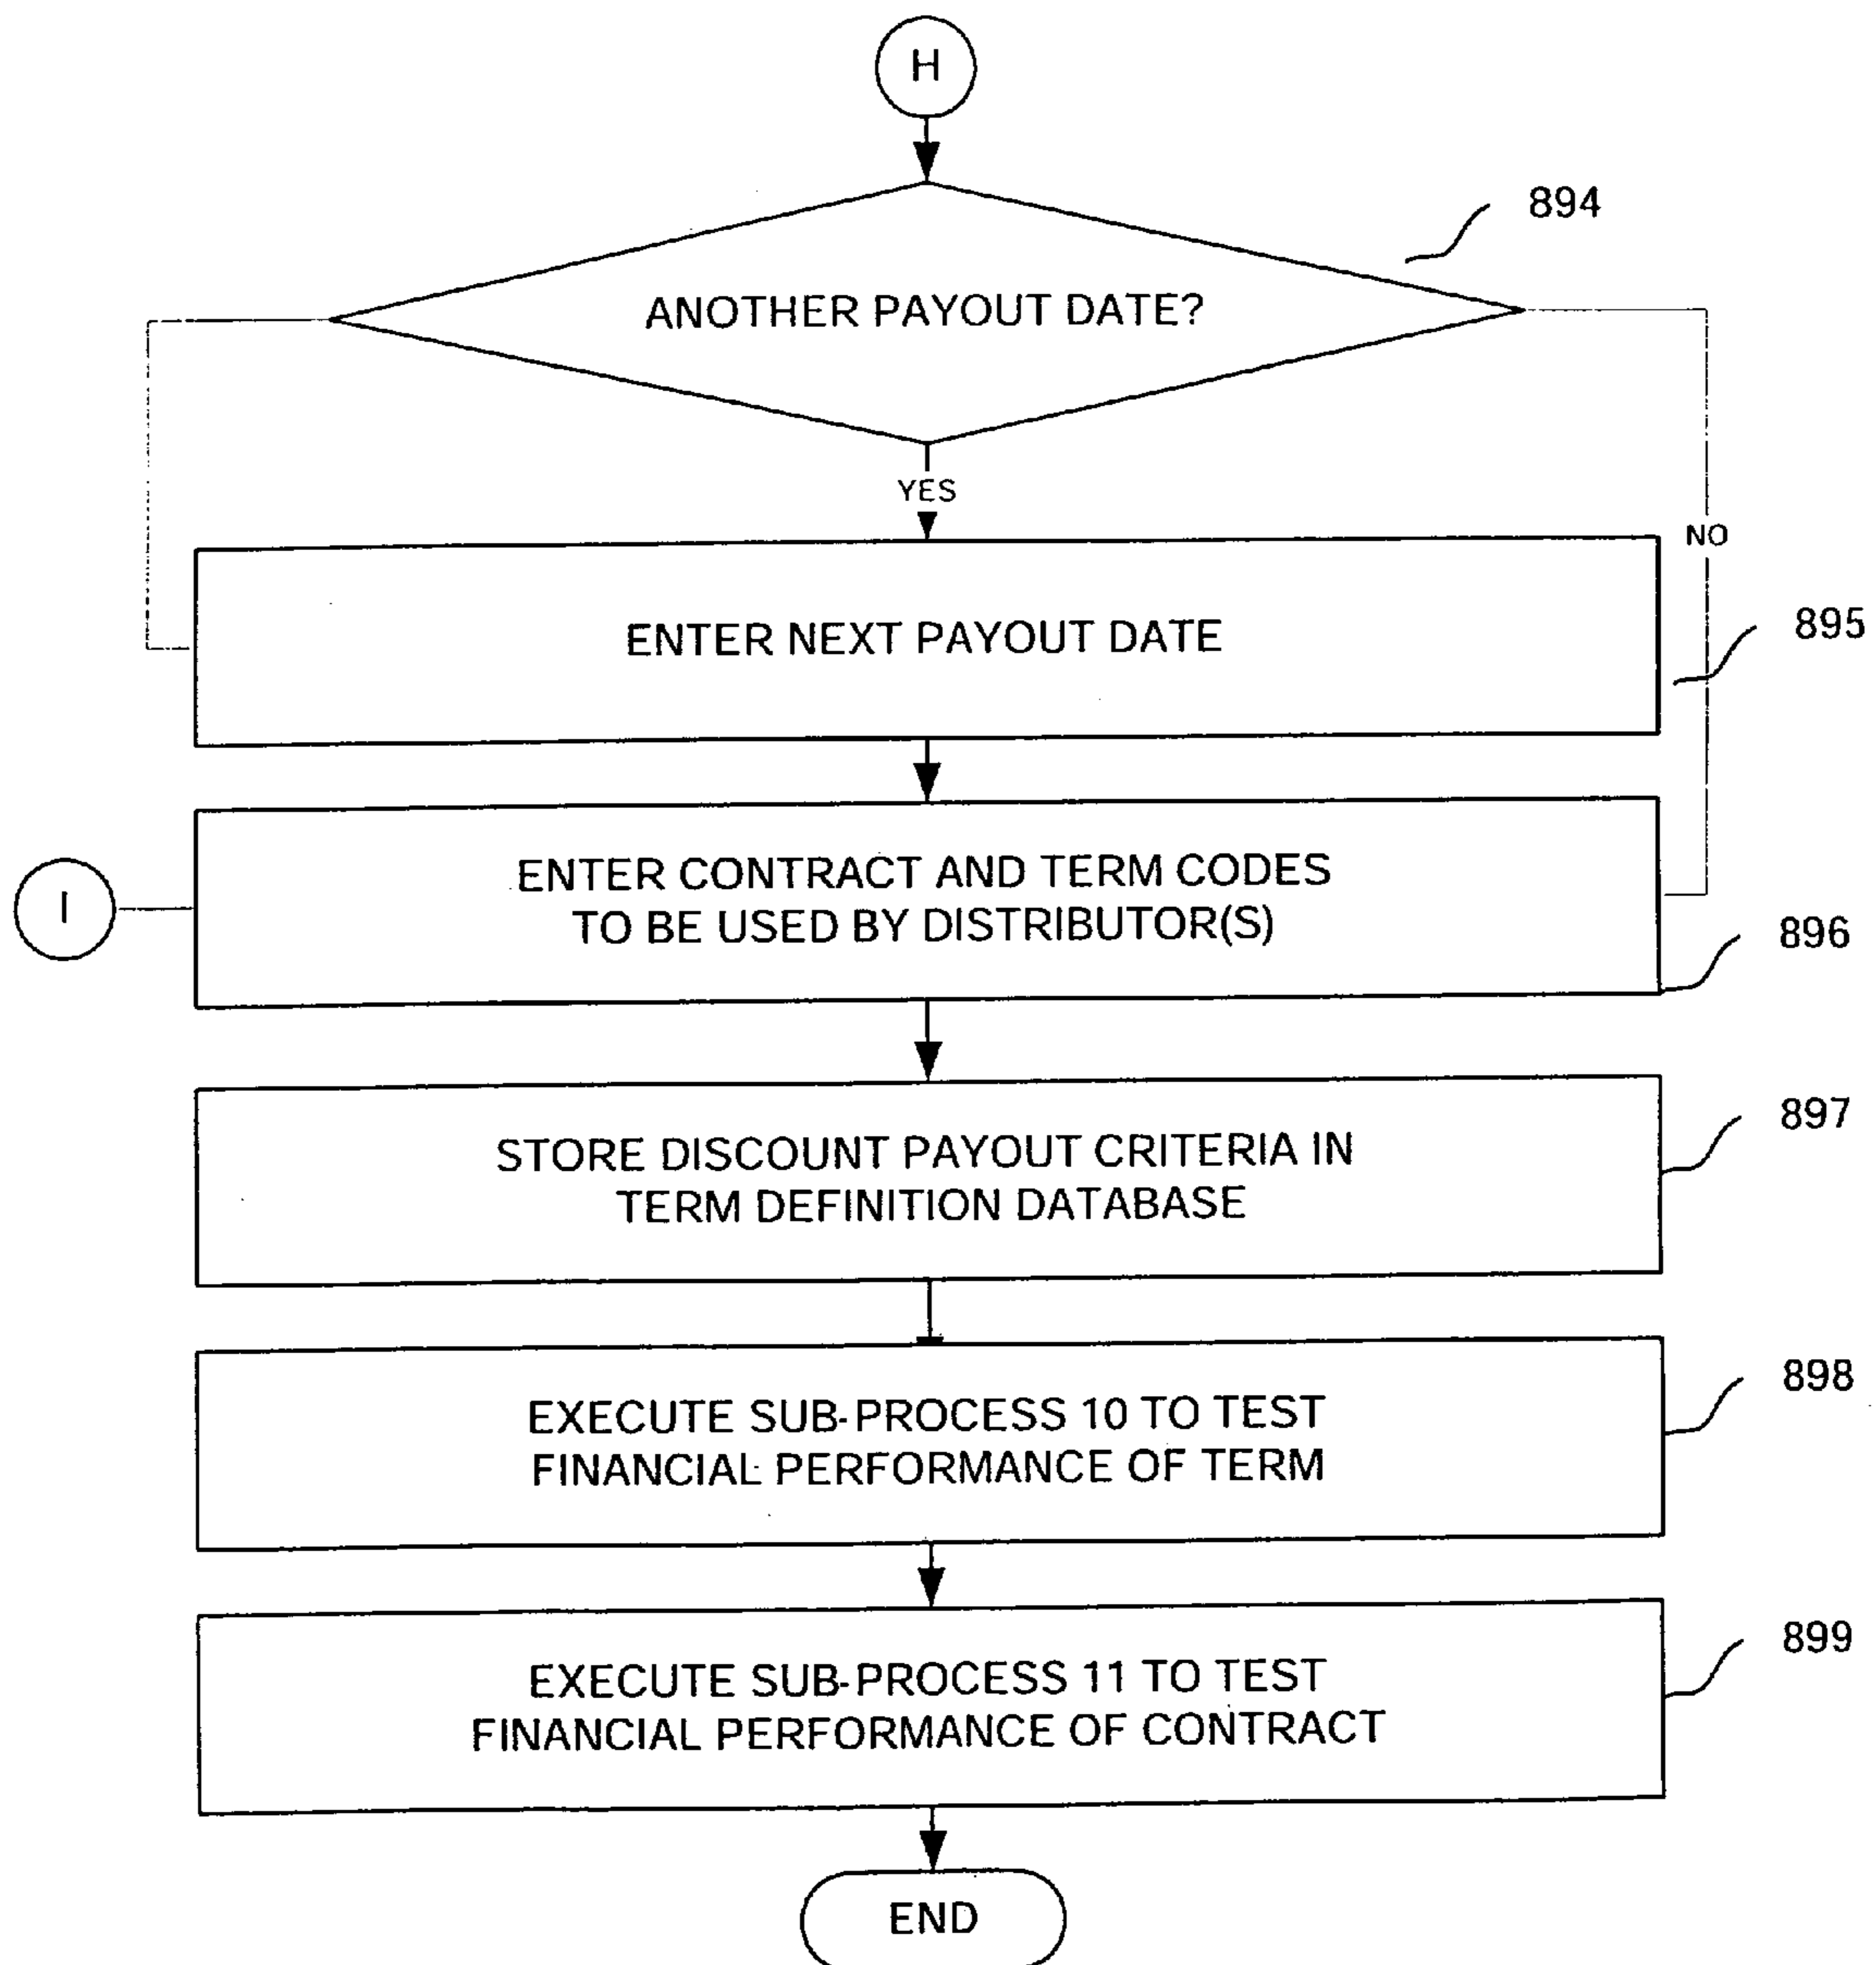 H
894
ANOTHER PAYOUT DATE?
YES
NO
ENTER NEXT PAYOUT DATE
895
I
ENTER CONTRACT AND TERM CODES
TO BE USED BY DISTRIBUTOR(S)
896
STORE DISCOUNT PAYOUT CRITERIA IN
TERM DEFINITION DATABASE
897
EXECUTE SUB-PROCESS 10 TO TEST
FINANCIAL PERFORMANCE OF TERM
898
EXECUTE SUB-PROCESS 11 TO TEST
FINANCIAL PERFORMANCE OF CONTRACT
899
END